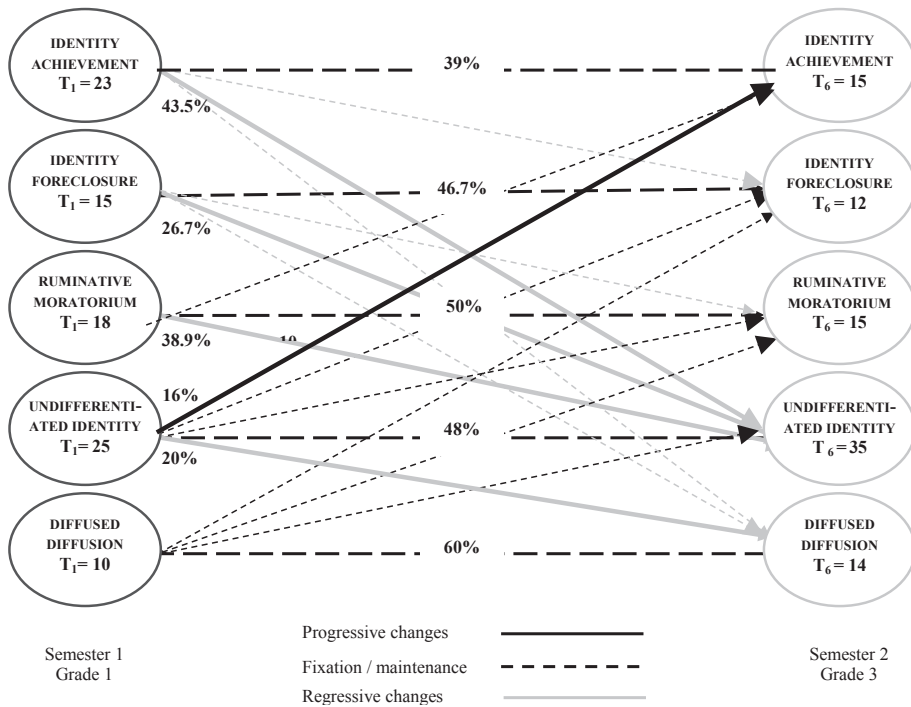 IDENTITY
ACHIEVEMENT
T1 = 23
39%
IDENTITY
ACHIEVEMENT
T6 = 15
43.5%
IDENTITY
FORECLOSURE
T1 = 15
46.7%
IDENTITY
FORECLOSURE
T6 = 12
26.7%
RUMINATIVE
MORATORIUM
T1= 18
50%
RUMINATIVE
MORATORIUM
T6 = 15
38.9%
16%
UNDIFFERENTI-
ATED IDENTITY
T1= 25
48%
UNDIFFERENTI-
ATED IDENTITY
T6 = 35
20%
DIFFUSED
DIFFUSION
T1= 10
60%
DIFFUSED
DIFFUSION
T6 = 14
Semester 1
Grade 1
Progressive changes
Fixation / maintenance
Regressive changes
Semester 2
Grade 3